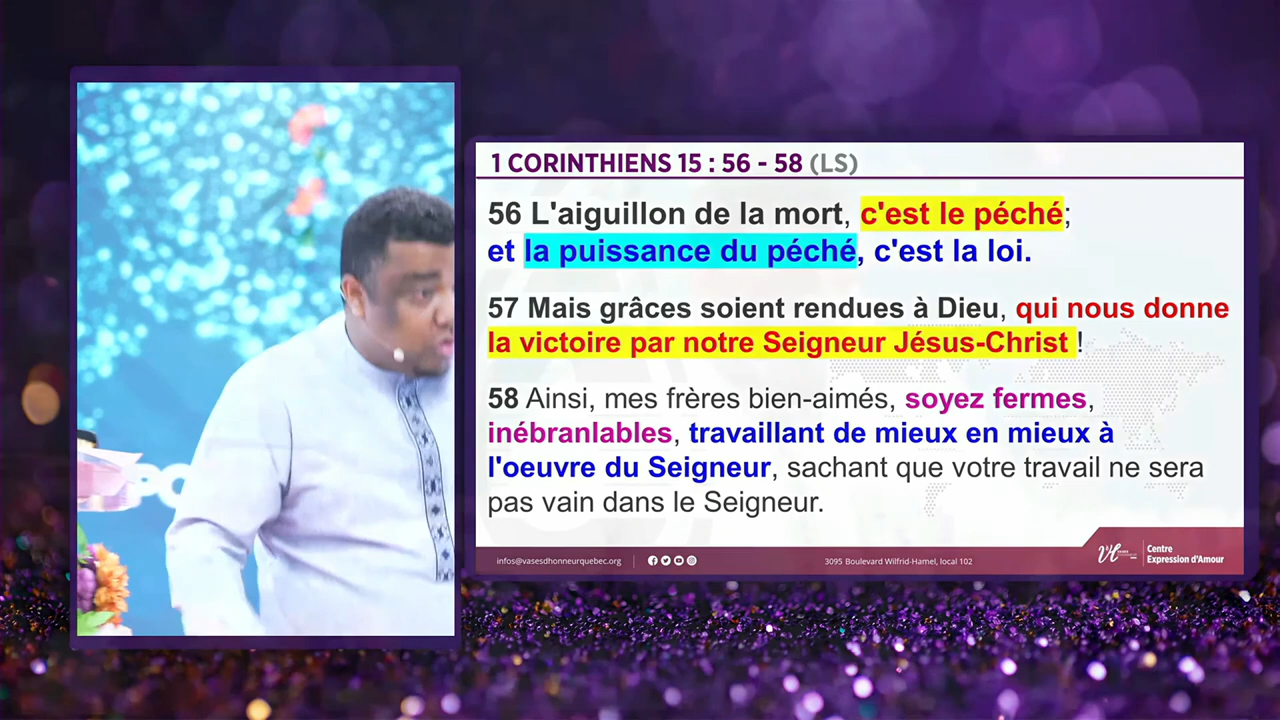 1 CORINTHIENS 15 : 56 - 58 (LS)
56 L'aiguillon de la mort, c'est le péché;
et la puissance du péché, c'est la loi.
57 Mais grâces soient rendues à Dieu, qui nous donne
la victoire par notre Seigneur Jésus-Christ !
58 Ainsi, mes frères bien-aimés, soyez fermes,
inébranlables, travaillant de mieux en mieux à
l'oeuvre du Seigneur, sachant que votre travail ne sera
pas vain dans le Seigneur.
infos@vasesdhonneurquebec.org
3095 Boulevard Wilfrid-Hamel, local 102
Centre
Expression d'Amour